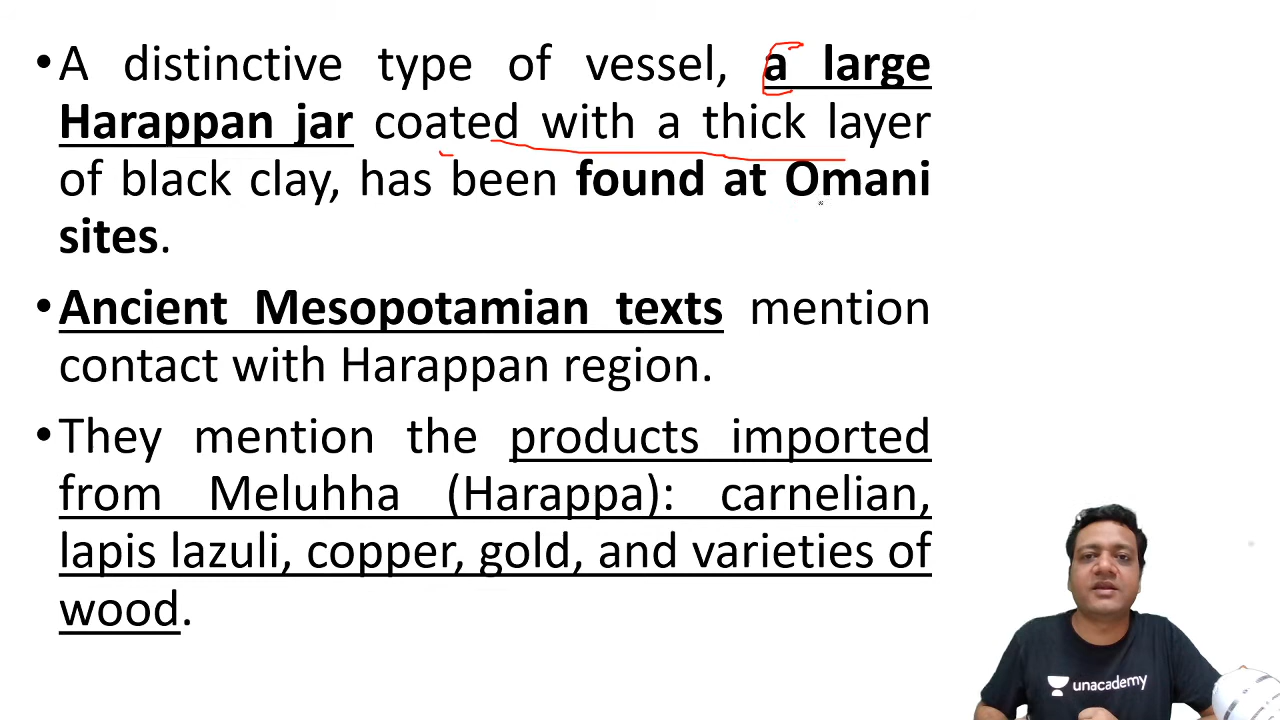 • A distinctive type of vessel, a large
Harappan jar coated with a thick layer
of black clay, has been found at Omani
sites.
• Ancient Mesopotamian texts mention
contact with Harappan region.
• They mention the products imported
from Meluhha (Harappa): carnelian,
lapis lazuli, copper, gold, and varieties of
wood.
unacademy